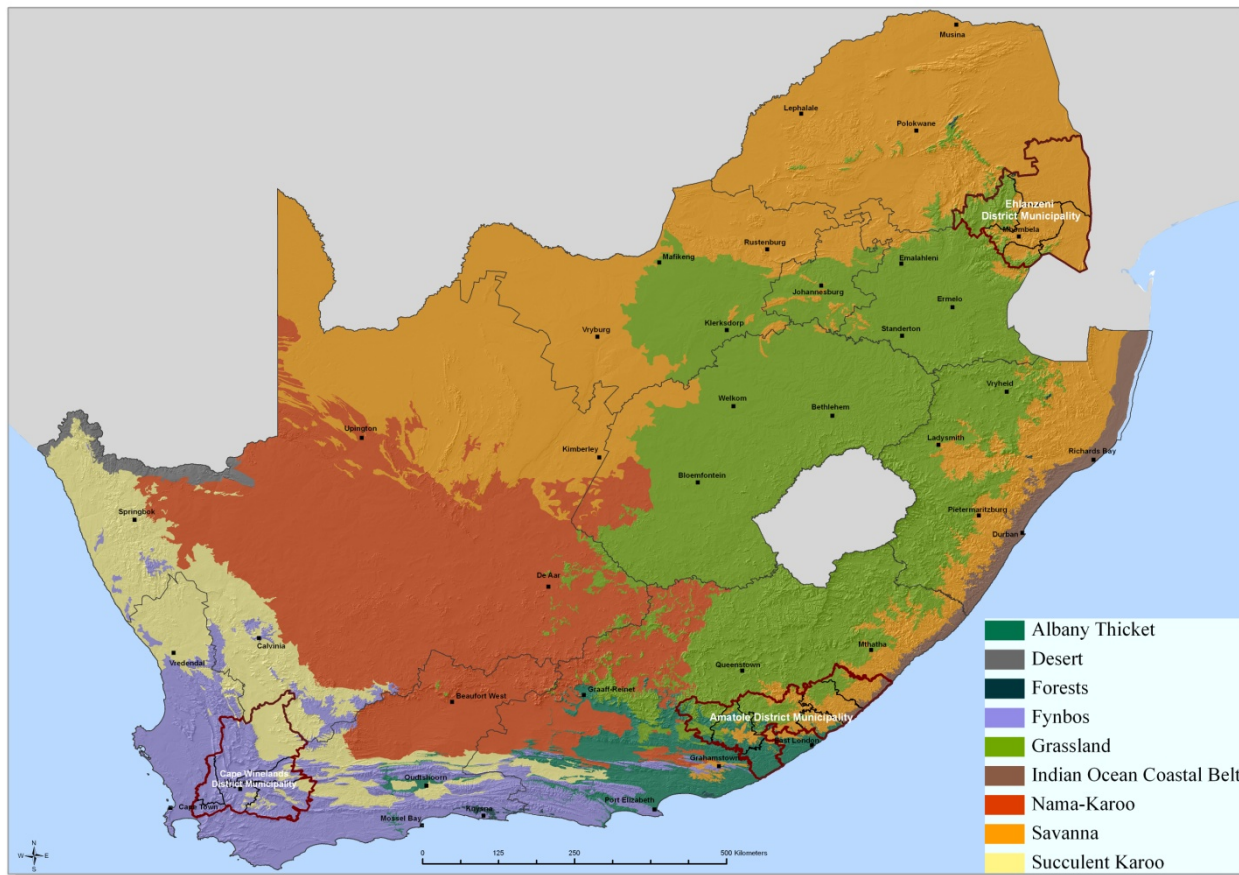 Musina
Lephalale
Polokwane
Ehlanzeni
District Municipality
Mbombela
Rustenburg
Mafikeng
Emalahleni
Johannesburg
Ermelo
Klerksdorp
Standerton
Vryburg
Vryheid
Welkom
Bethlehem
Upington
Ladysmith
Kimberley
Richards Bay
Bloemfontein
Springbok
Pietermaritzburg
Durban
De Aar
Calvinia
Mthatha
Vredendal
Queenstown
Graaff-Reinet
Beaufort West
Amatole District Municipality
East London
Grahamstown
Cape Winelands
District Municipality
Oudtshoorn
Cape Town
Port Elizabeth
Knysna
Mossel Bay
Albany Thicket
Desert
Forests
Fynbos
Grassland
Indian Ocean Coastal Belt
Nama-Karoo
Savanna
Succulent Karoo
N
W E
S
0 125 250 500 Kilometers